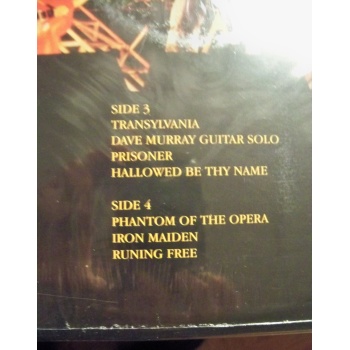 SIDE 3
TRANSYLVANIA
DAVE MURRAY GUITAR SOLO
PRISONER
HALLOWED BE THY NAME
SIDE 4
PHANTOM OF THE OPERA
IRON MAIDEN
RUNING FREE